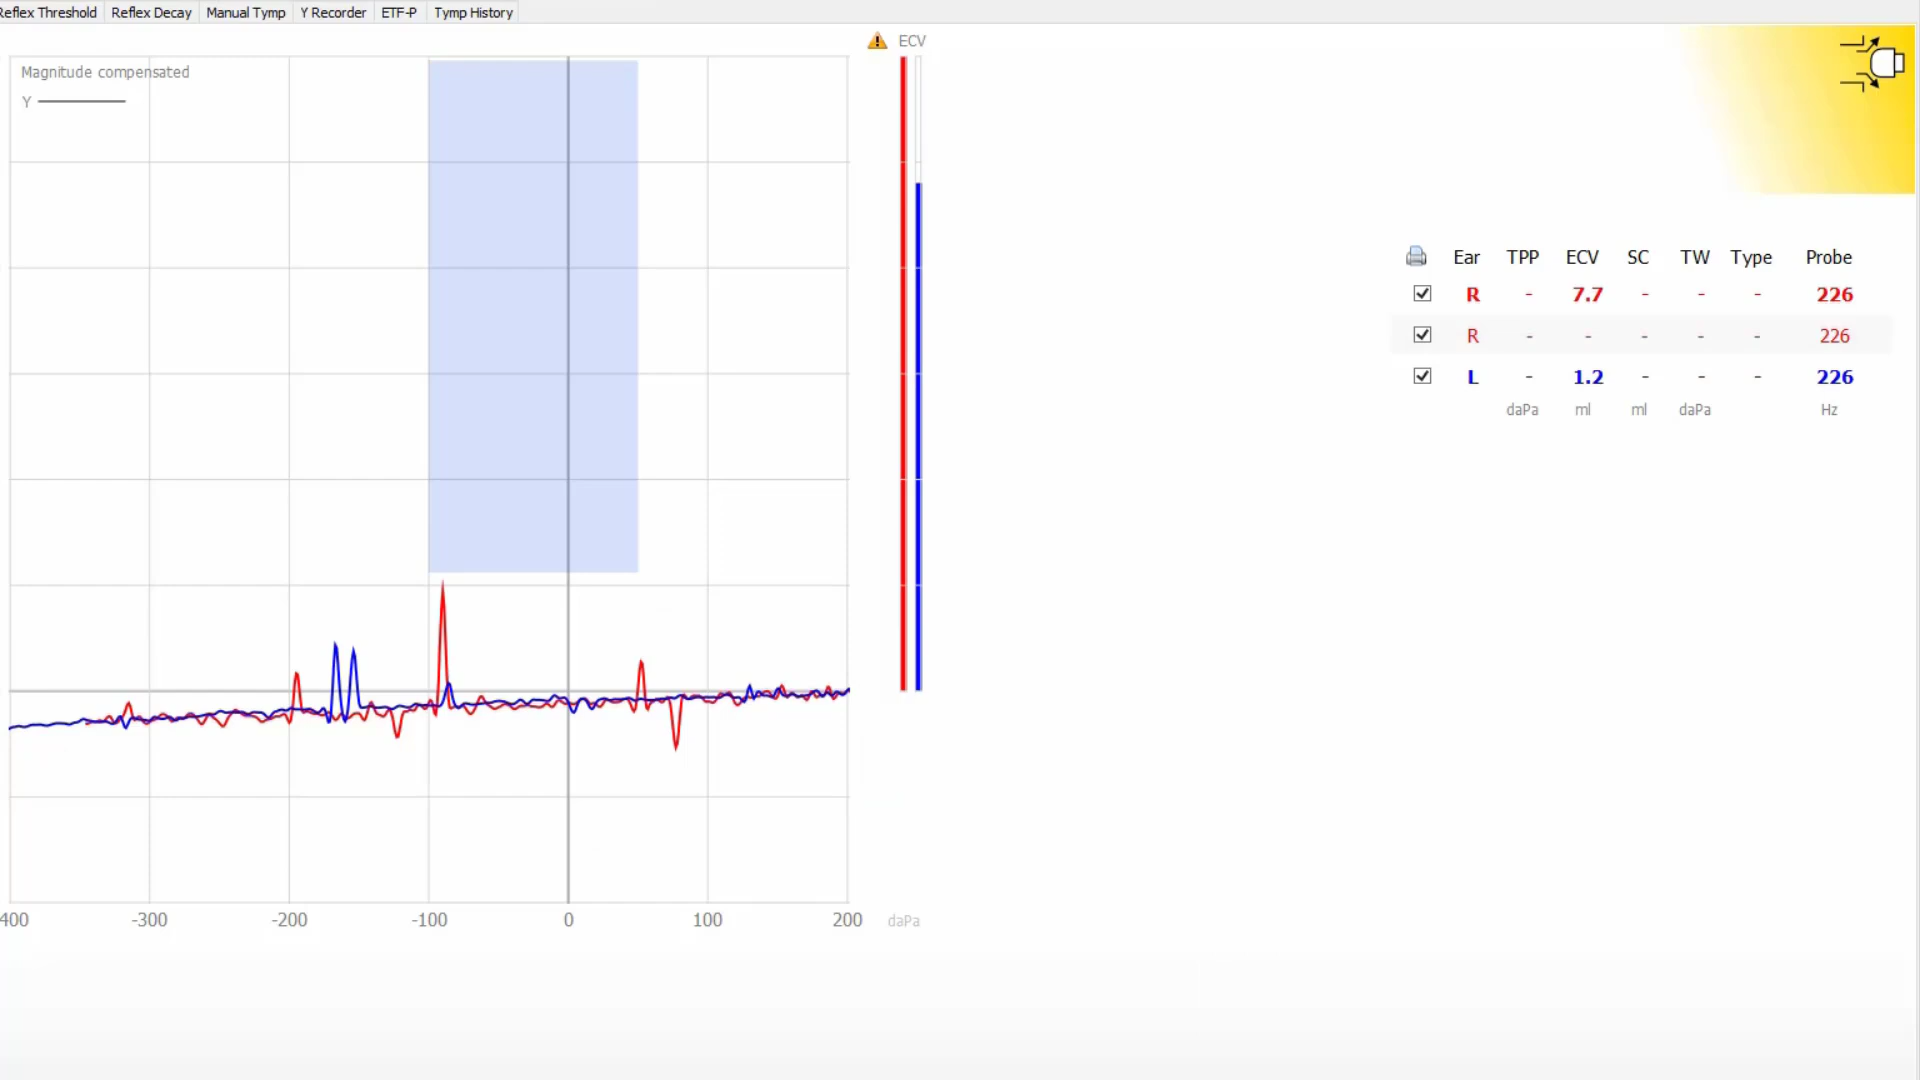 Reflex Threshold Reflex Decay Manual Tymp Y Recorder ETF-P Tymp History
ECV
Magnitude compensated
Y
Ear TPP ECV SC TW Type Probe
R - 7.7 - - - 226
R - - - - - 226
L - 1.2 - - - 226
daPa ml ml daPa Hz
400 -300 -200 -100 0 100 200 daPa